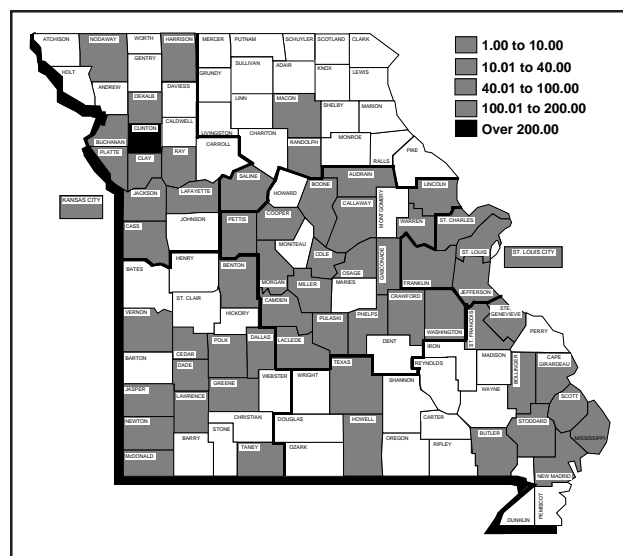 ATCHISON
NODAWAY
WORTH
HARRISON
MERCER
PUTNAM
SCHUYLER
SCOTLAND
CLARK
1.00 to 10.00
10.01 to 40.00
40.01 to 100.00
100.01 to 200.00
Over 200.00
HOLT
GENTRY
GRUNDY
SULLIVAN
ADAIR
KNOX
LEWIS
ANDREW
DEKALB
DAVIESS
LINN
MACON
SHELBY
MARION
CLINTON
CALDWELL
LIVINGSTON
CHARITON
RANDOLPH
MONROE
RALLS
PIKE
BUCHANAN
PLATTE
CLAY
RAY
CARROLL
SALINE
HOWARD
BOONE
AUDRAIN
CALLAWAY
MONTGOMERY
LINCOLN
WARREN
ST. CHARLES
KANSAS CITY
JACKSON
LAFAYETTE
PETTIS
COOPER
MONITEAU
COLE
OSAGE
GASCONADE
FRANKLIN
ST. LOUIS
ST. LOUIS CITY
CASS
JOHNSON
BATES
HENRY
BENTON
MORGAN
MILLER
MARIES
CRAWFORD
JEFFERSON
STE.
GENEVIEVE
VERNON
ST. CLAIR
HICKORY
CAMDEN
PULASKI
PHELPS
WASHINGTON
ST. FRANCOIS
PERRY
BARTON
CEDAR
DADE
POLK
DALLAS
LACLEDE
TEXAS
DENT
IRON
REYNOLDS
MADISON
BOLLINGER
CAPE
GIRARDEAU
JASPER
LAWRENCE
GREENE
WEBSTER
WRIGHT
SHANNON
WAYNE
SCOTT
NEWTON
CHRISTIAN
DOUGLAS
HOWELL
CARTER
STODDARD
MISSISSIPPI
McDONALD
BARRY
STONE
TANEY
OZARK
OREGON
RIPLEY
BUTLER
NEW MADRID
DUNKLIN
PEMISCOT